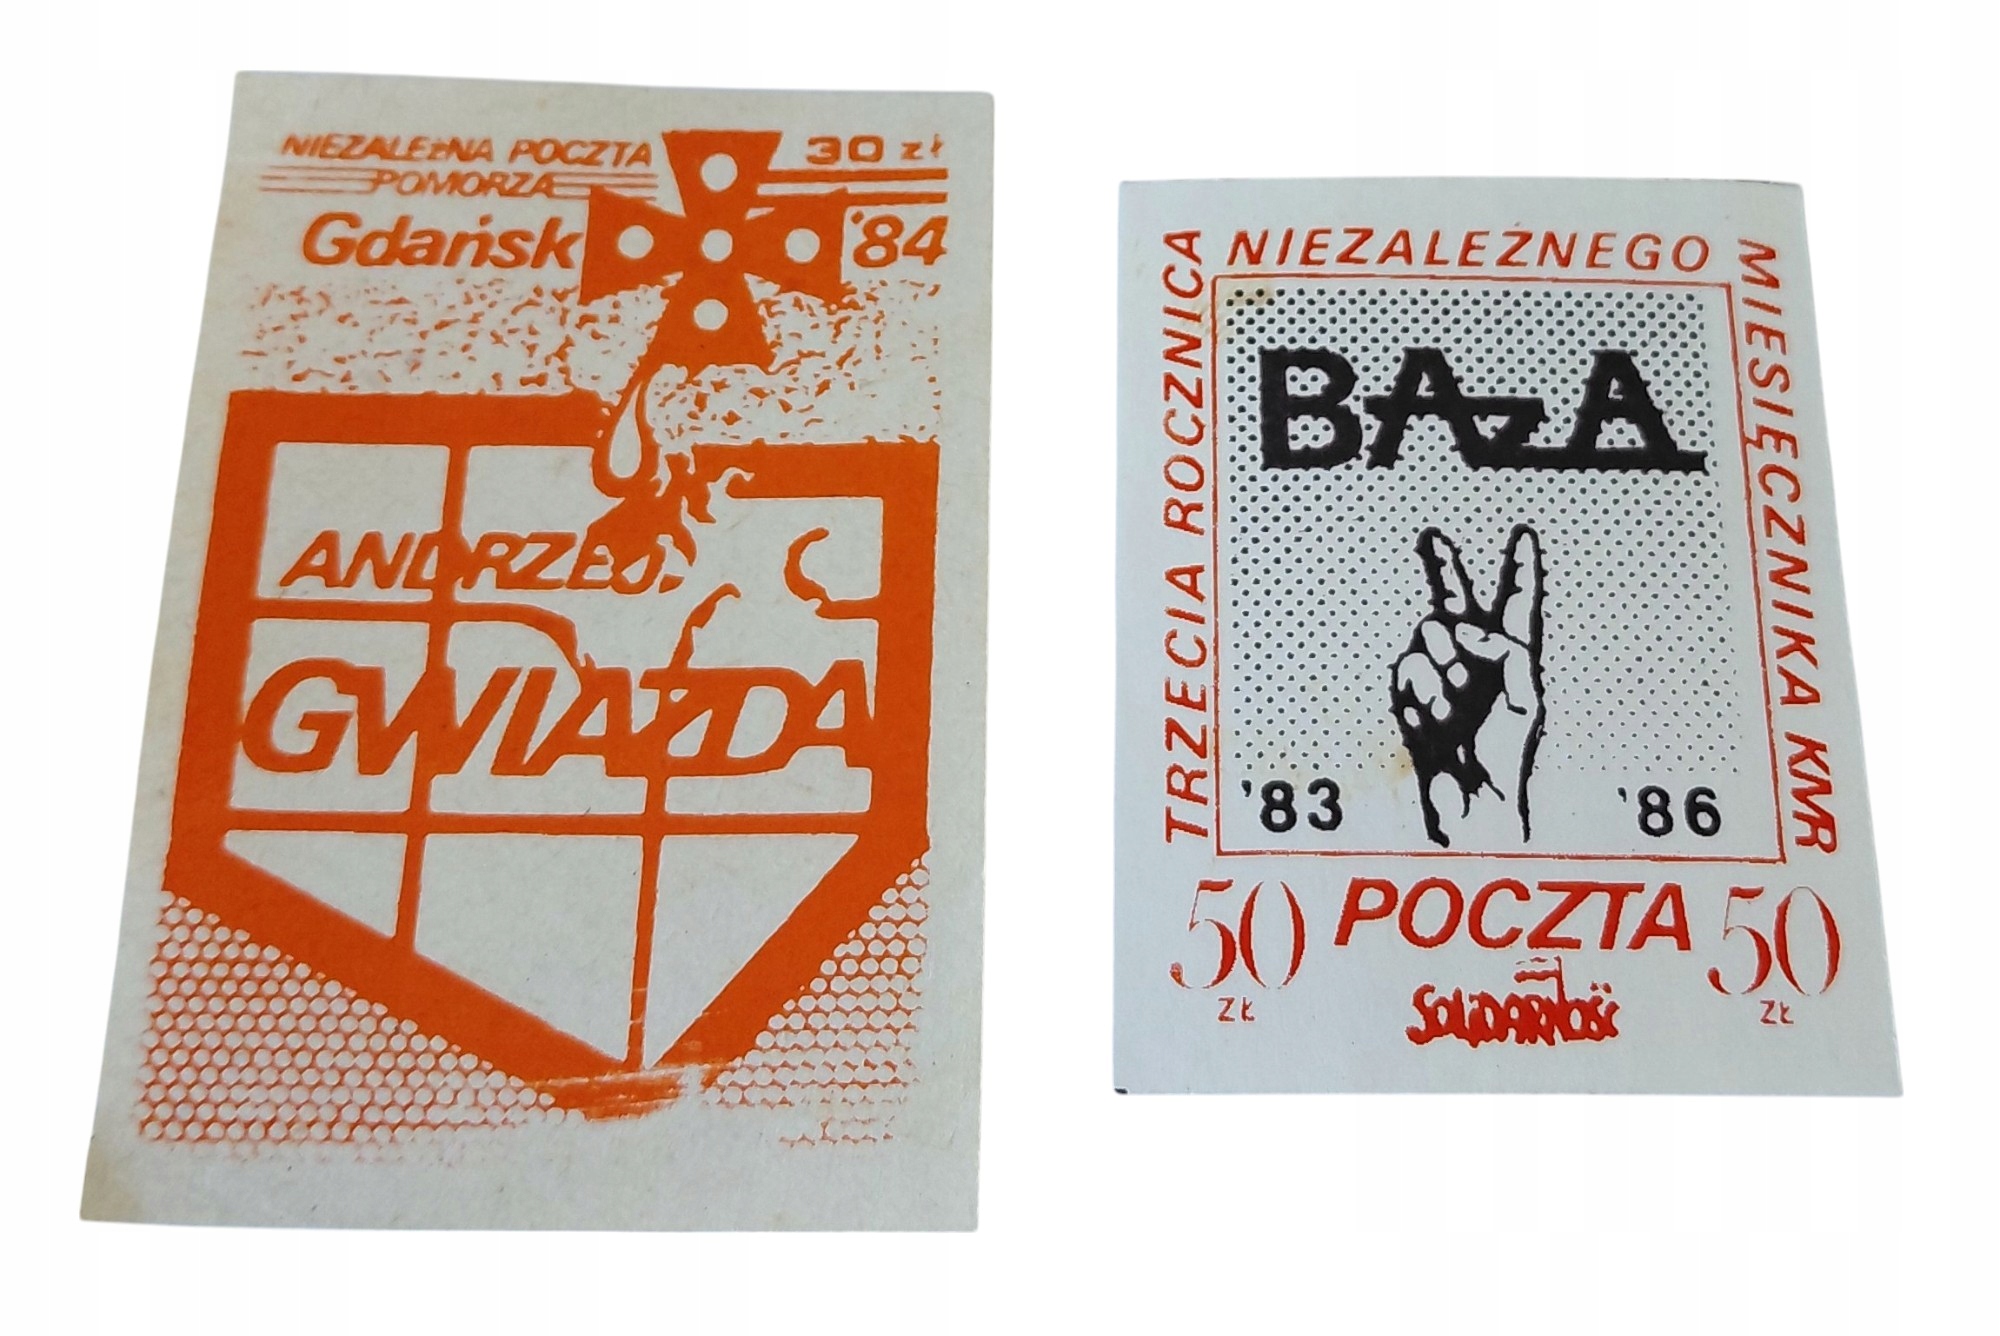 NIEZALEŻNA POCZTA
POMORZA
30 zł
Gdańsk '84
ANDRZEJ
GWIAZDA
TRZECIA ROCZNICA
NIEZALEŻNEGO
MIESIĘCZNIKA KMR
BAZA
'83 '86
50 POCZTA 50
ZŁ SOLIDARNOŚĆ ZŁ